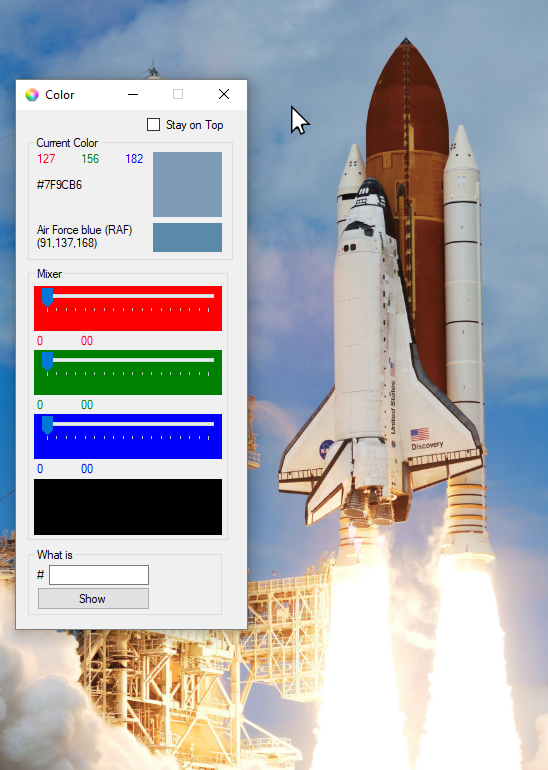 Color
Stay on Top
Current Color
127 156 182
#7F9CB6
Air Force blue (RAF)
(91,137,168)
Mixer
0 00
0 00
0 00
What is
#
Show
United States
Discovery